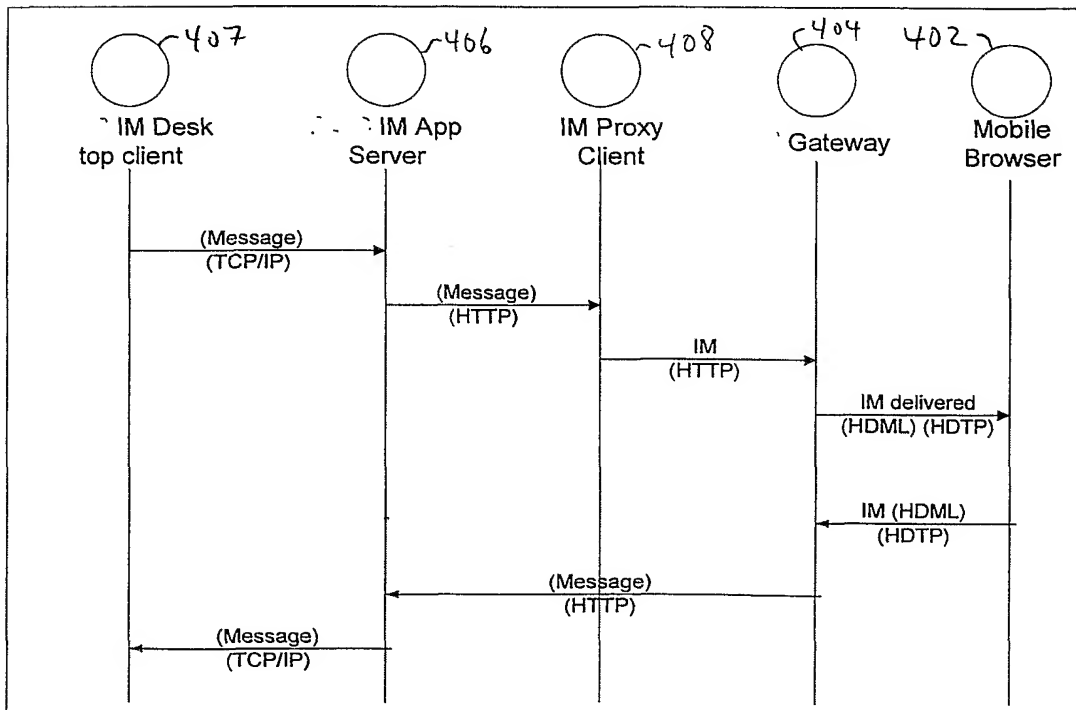 407
406
408
404
402
IM Desk
top client
IM App
Server
IM Proxy
Client
Gateway
Mobile
Browser
(Message)
(TCP/IP)
(Message)
(HTTP)
IM
(HTTP)
IM delivered
(HDML) (HDTP)
IM (HDML)
(HDTP)
(Message)
(HTTP)
(Message)
(TCP/IP)